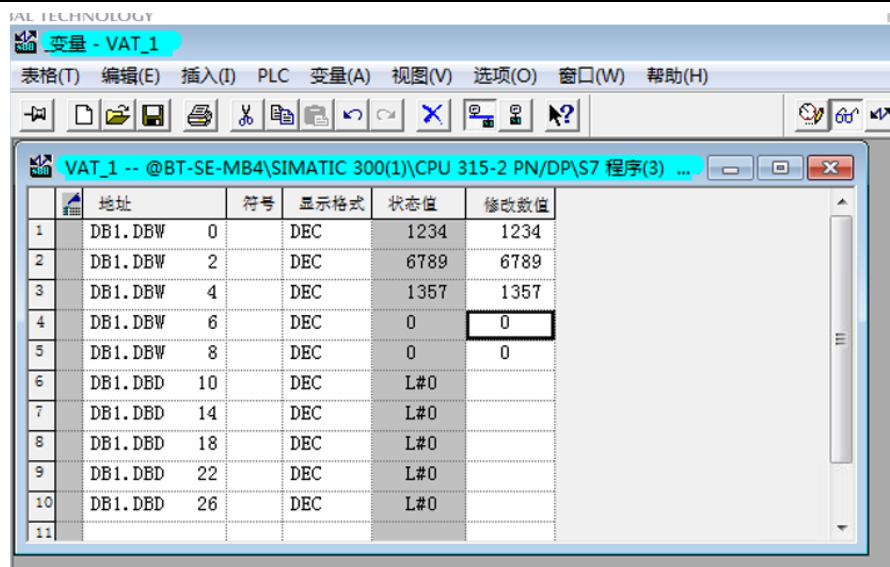 BAL TECHNOLOGY
变量 - VAT_1
表格(T) 编辑(E) 插入(I) PLC 变量(A) 视图(V) 选项(O) 窗口(W) 帮助(H)
VAT_1 -- @BT-SE-MB4\SIMATIC 300(1)\CPU 315-2 PN/DP\S7 程序(3) ...
地址 符号 显示格式 状态值 修改数值
1 DB1.DBW 0 DEC 1234 1234
2 DB1.DBW 2 DEC 6789 6789
3 DB1.DBW 4 DEC 1357 1357
4 DB1.DBW 6 DEC 0 0
5 DB1.DBW 8 DEC 0 0
6 DB1.DBD 10 DEC L#0
7 DB1.DBD 14 DEC L#0
8 DB1.DBD 18 DEC L#0
9 DB1.DBD 22 DEC L#0
10 DB1.DBD 26 DEC L#0
11